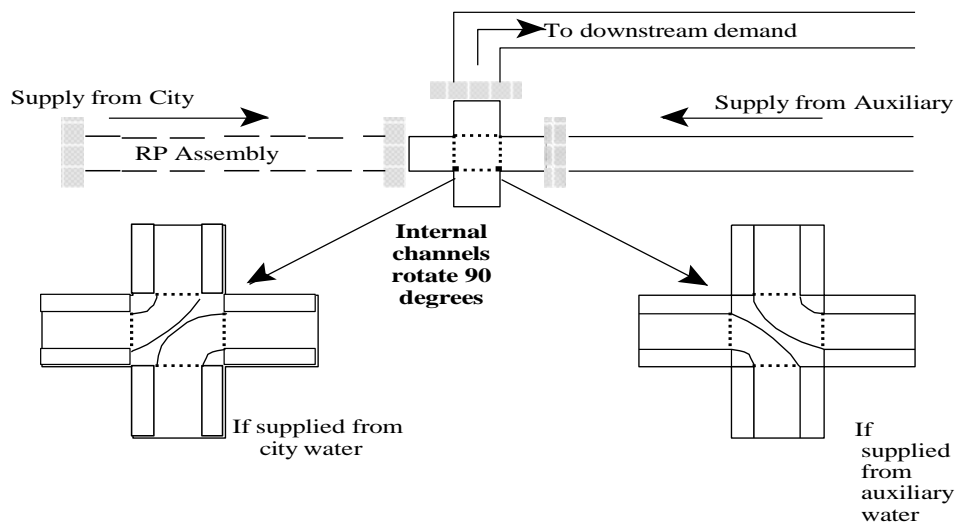 To downstream demand
Supply from City
Supply from Auxiliary
RP Assembly
Internal
channels
rotate 90
degrees
If supplied from
city water
If
supplied
from
auxiliary
water